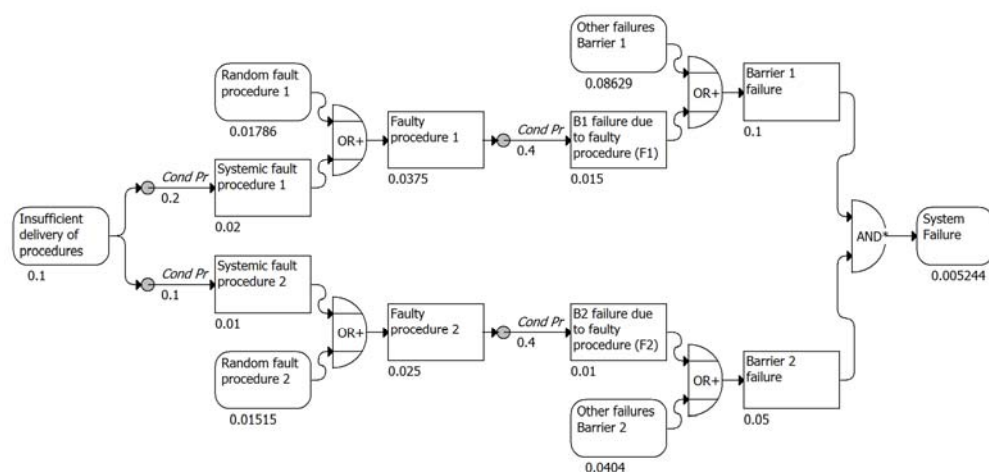 Other failures
Barrier 1
0.08629
Random fault
procedure 1
0.01786
OR+
Barrier 1
failure
0.1
OR+
Faulty
procedure 1
0.0375
Cond Pr
0.4
B1 failure due
to faulty
procedure (F1)
0.015
Cond Pr
0.2
Systemic fault
procedure 1
0.02
Insufficient
delivery of
procedures
0.1
AND*
System
Failure
0.005244
Cond Pr
0.1
Systemic fault
procedure 2
0.01
OR+
Faulty
procedure 2
0.025
Cond Pr
0.4
B2 failure due
to faulty
procedure (F2)
0.01
Random fault
procedure 2
0.01515
OR+
Barrier 2
failure
0.05
Other failures
Barrier 2
0.0404